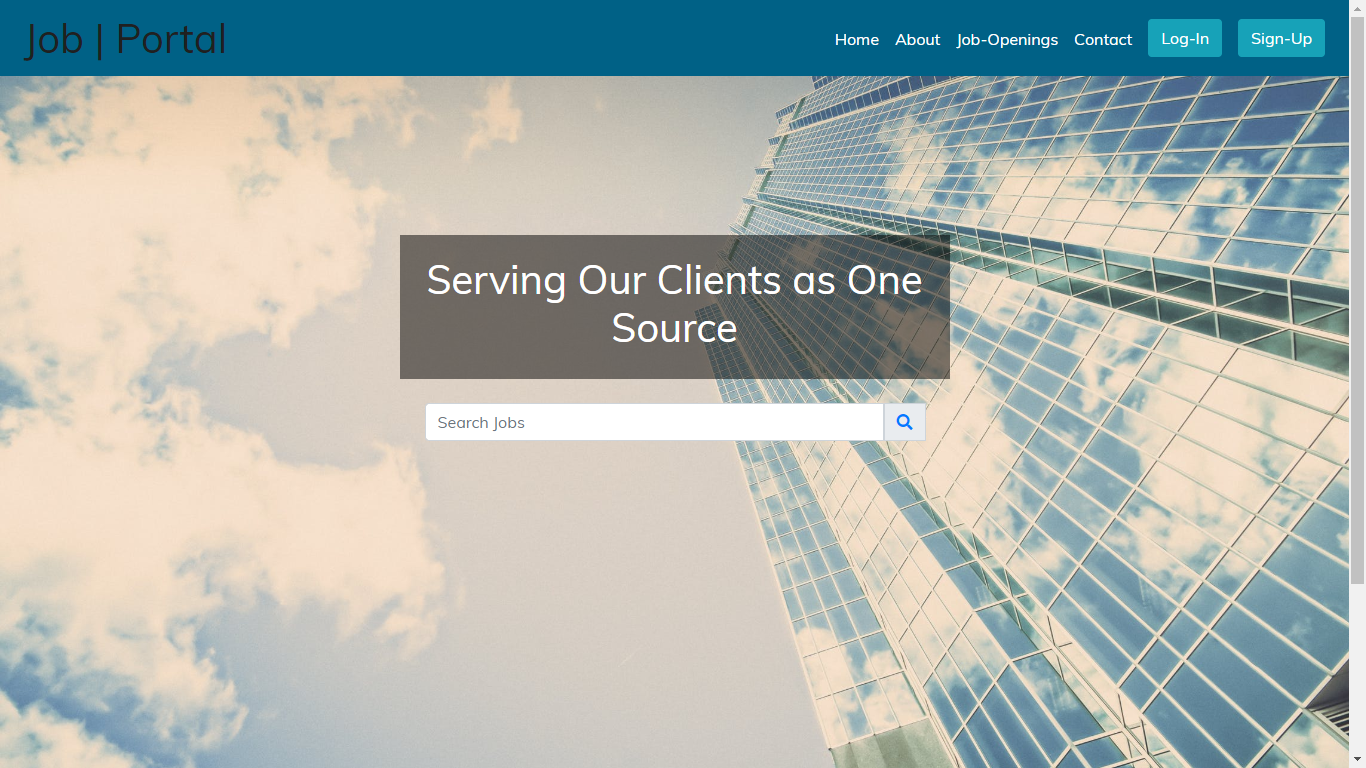 Job | Portal
Home About Job-Openings Contact Log-In Sign-Up
Serving Our Clients as One
Source
Search Jobs